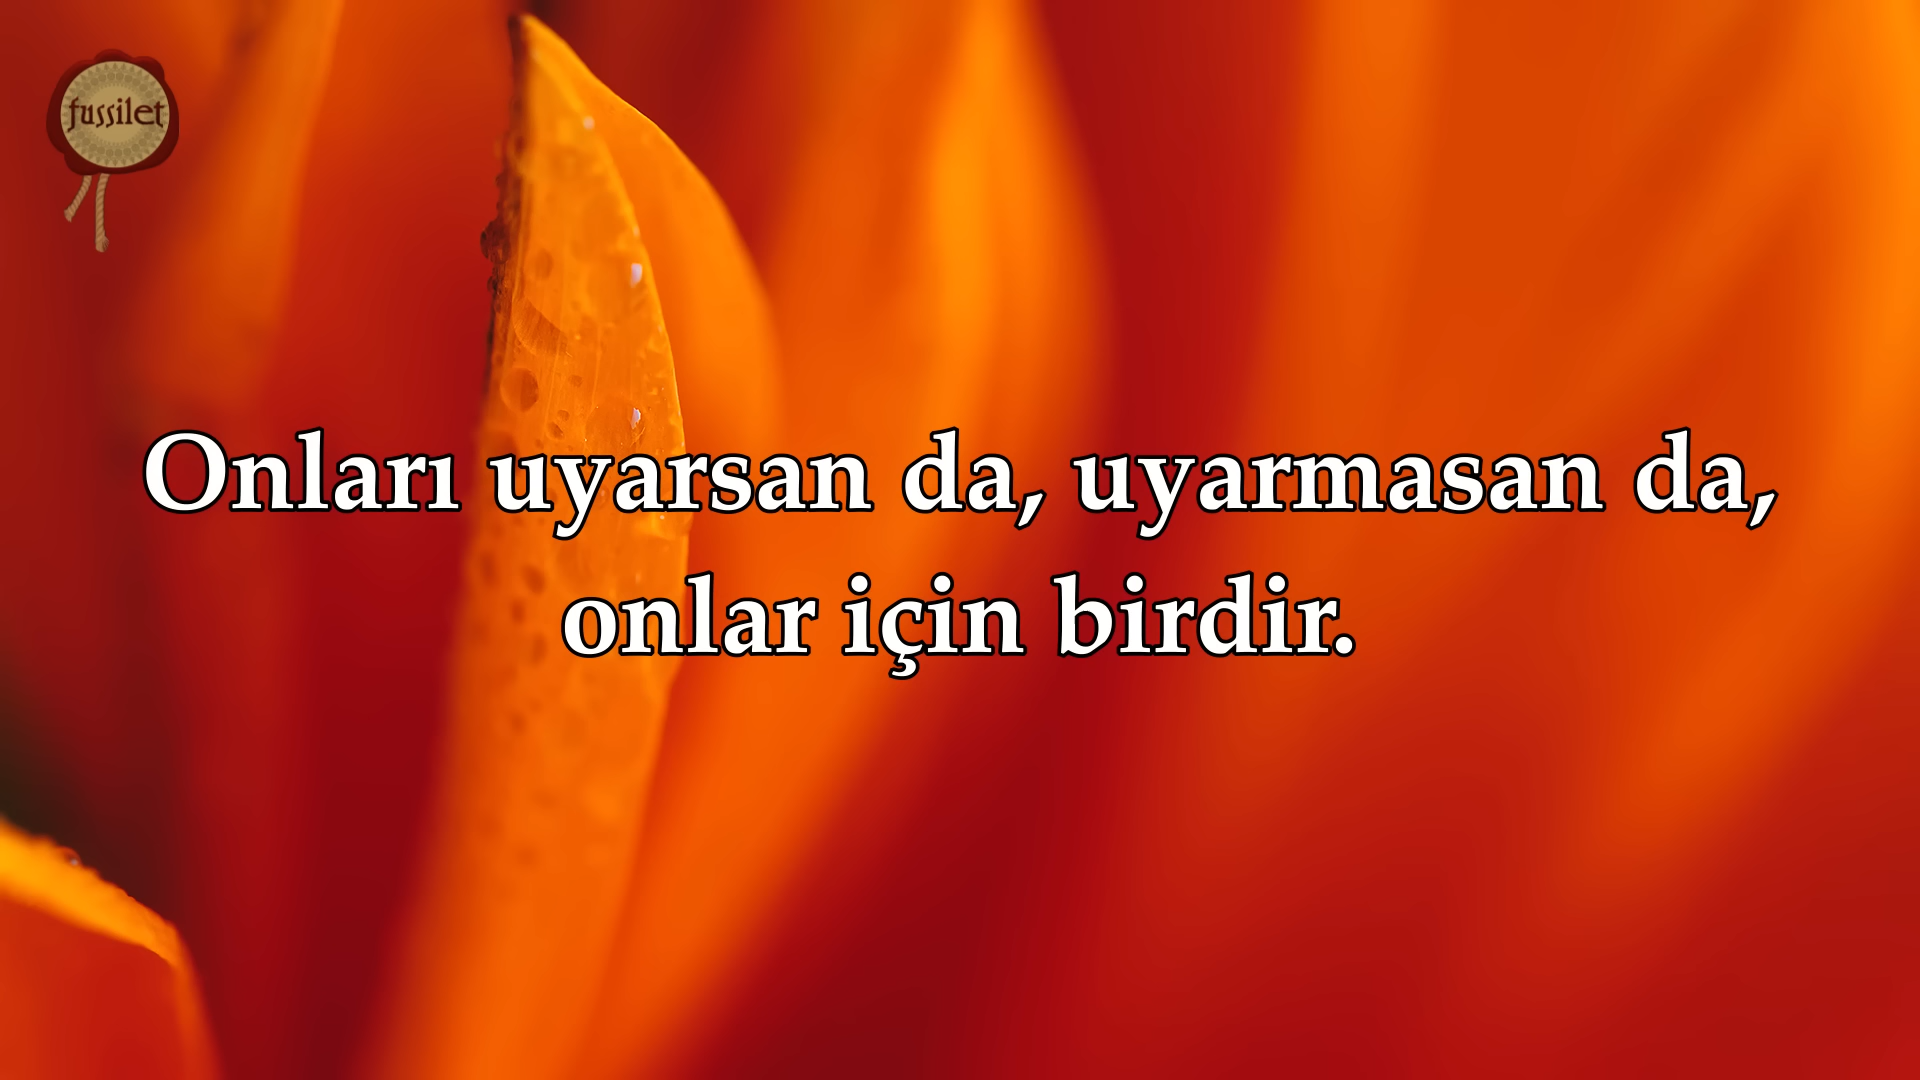 fussilet
Onları uyarsan da, uyarmasan da,
onlar için birdir.